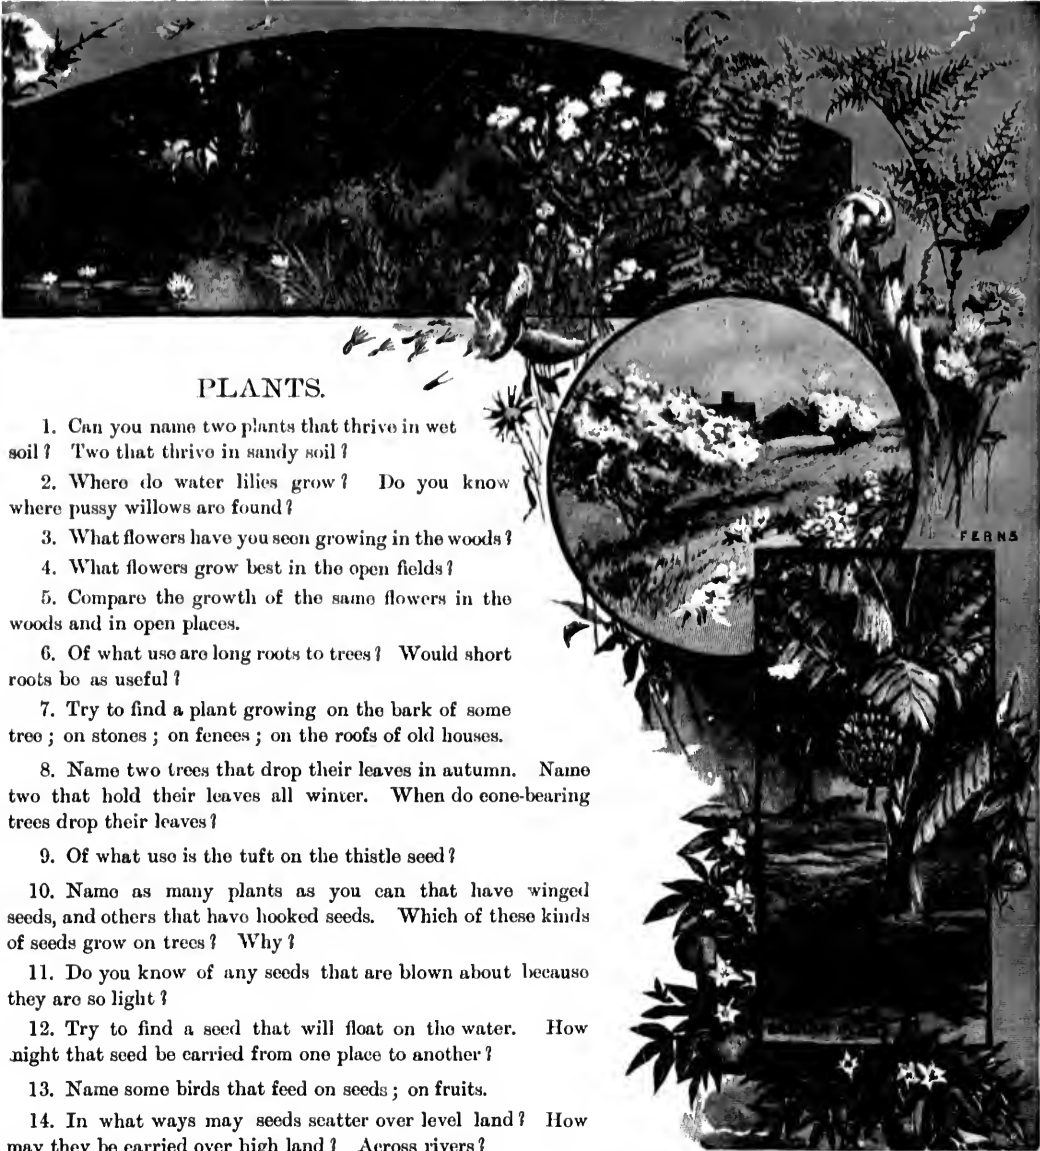 PLANTS.
1. Can you name two plants that thrive in wet
soil? Two that thrive in sandy soil?
2. Where do water lilies grow? Do you know
where pussy willows are found?
3. What flowers have you seen growing in the woods?
4. What flowers grow best in the open fields?
5. Compare the growth of the same flowers in the
woods and in open places.
6. Of what use are long roots to trees? Would short
roots be as useful?
7. Try to find a plant growing on the bark of some
tree; on stones; on fences; on the roofs of old houses.
8. Name two trees that drop their leaves in autumn. Name
two that hold their leaves all winter. When do cone-bearing
trees drop their leaves?
9. Of what use is the tuft on the thistle seed?
10. Name as many plants as you can that have winged
seeds, and others that have hooked seeds. Which of these kinds
of seeds grow on trees? Why?
11. Do you know of any seeds that are blown about because
they are so light?
12. Try to find a seed that will float on the water. How
might that seed be carried from one place to another?
13. Name some birds that feed on seeds; on fruits.
14. In what ways may seeds scatter over level land? How
may they be carried over high land? Across rivers?
FERNS